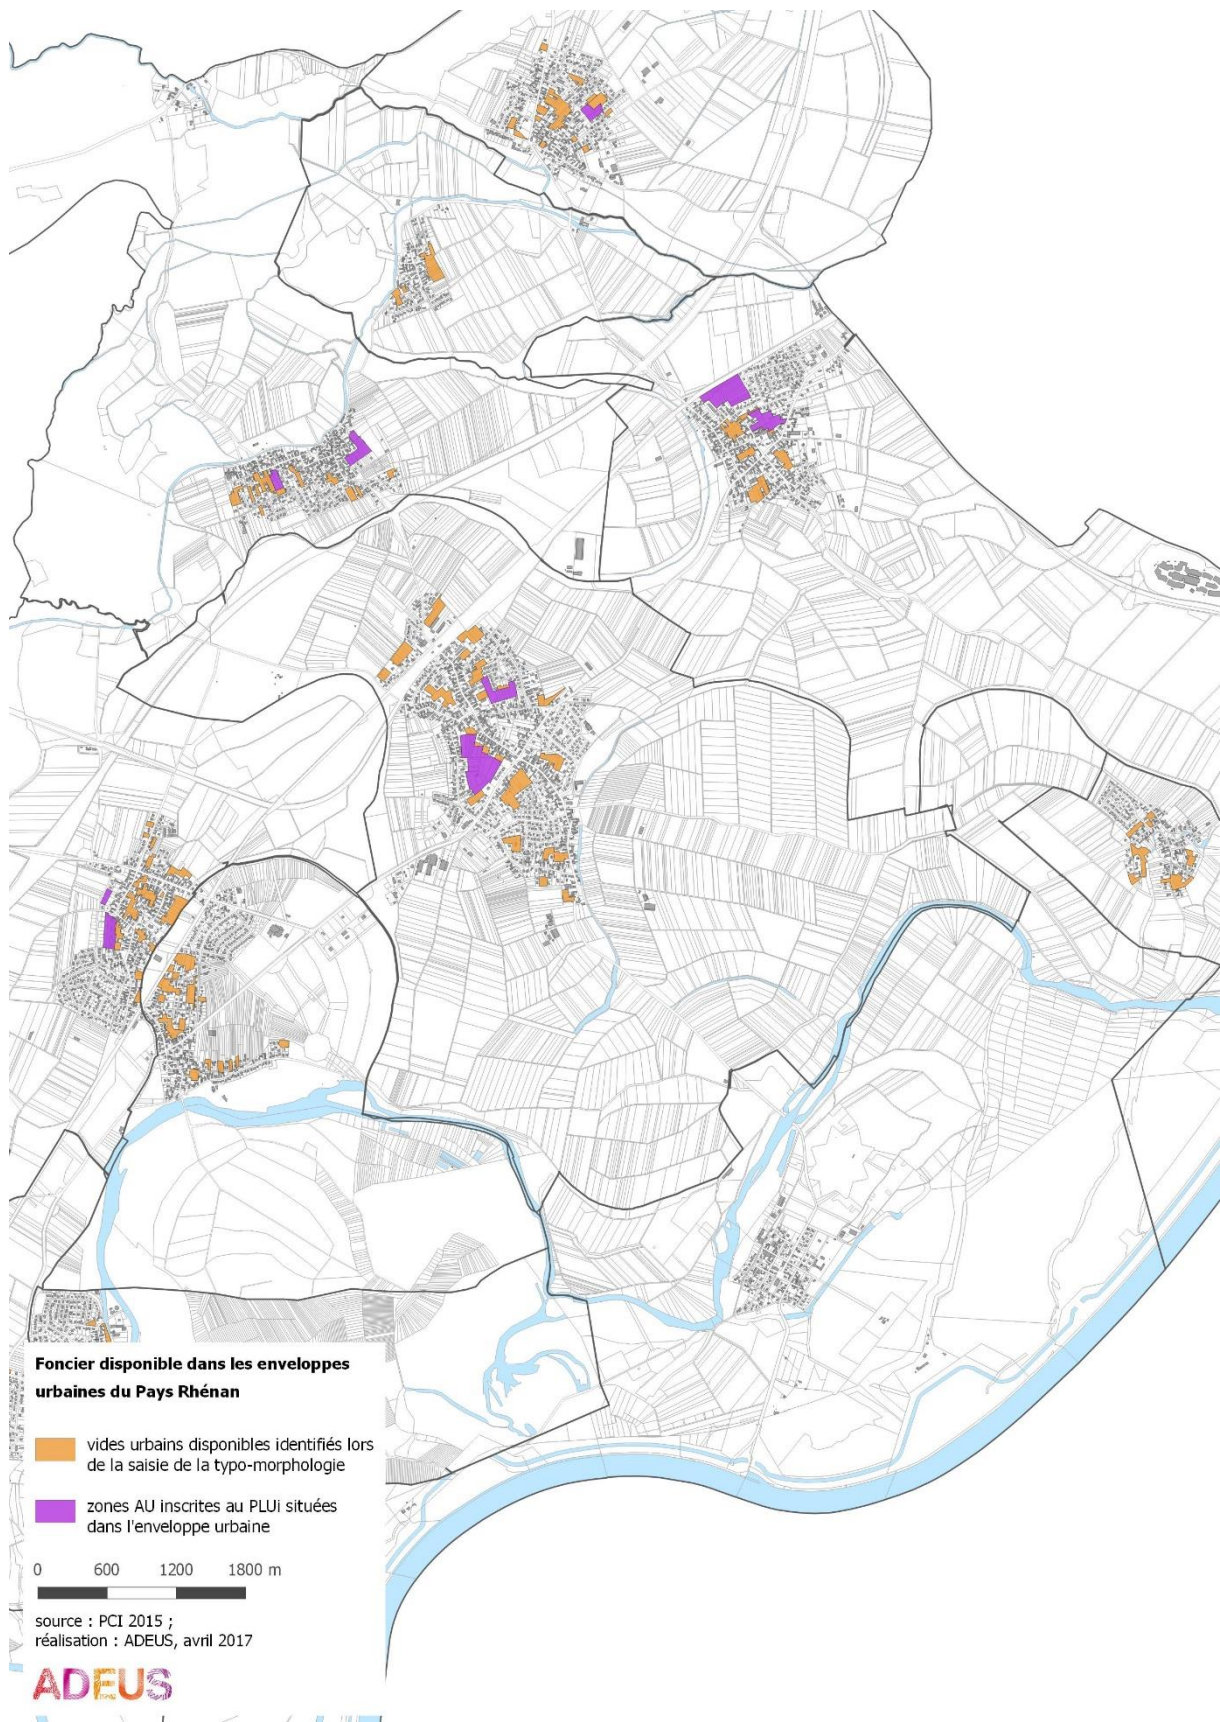 Foncier disponible dans les enveloppes
urbaines du Pays Rhénan
vides urbains disponibles identifiés lors
de la saisie de la typo-morphologie
zones AU inscrites au PLUi situées
dans l'enveloppe urbaine
0 600 1200 1800 m
source : PCI 2015 ;
réalisation : ADEUS, avril 2017
ADEUS